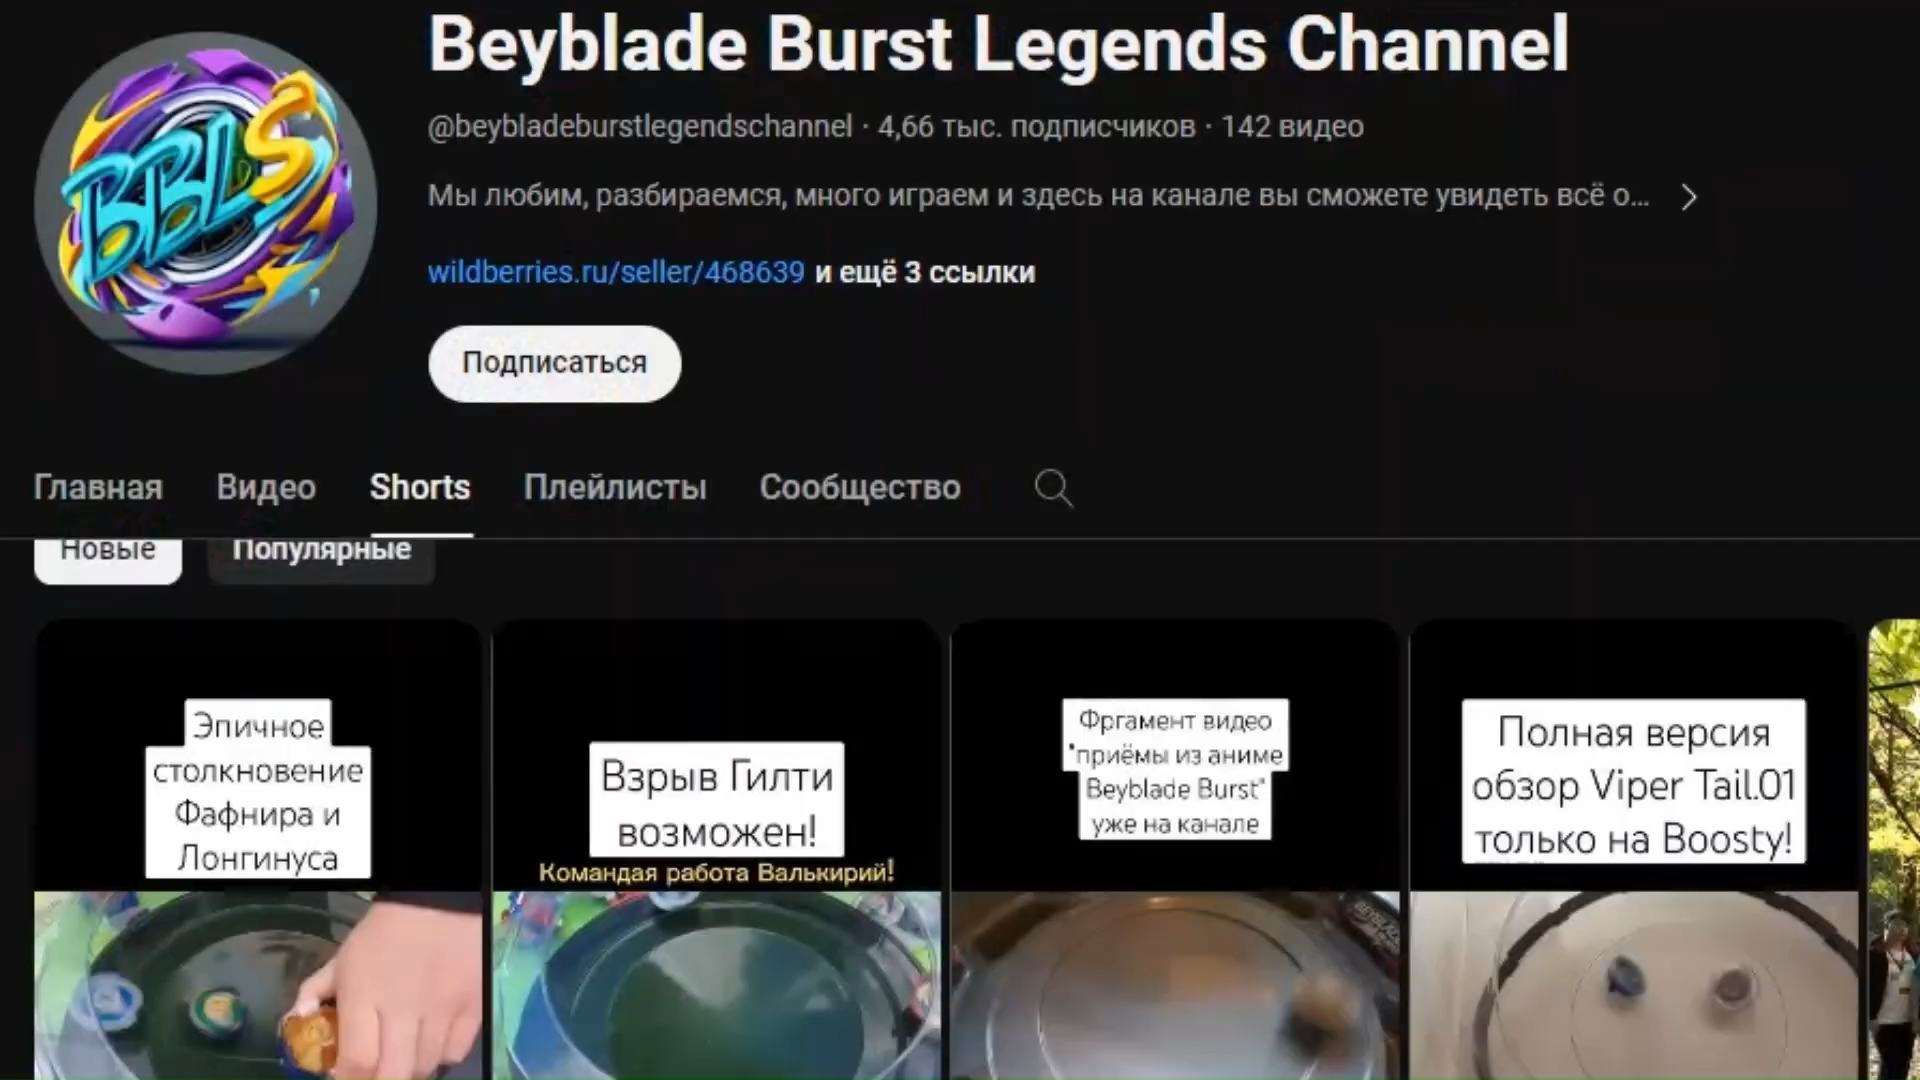 Beyblade Burst Legends Channel
@beybladeburstlegendschannel · 4,66 тыс. подписчиков · 142 видео
Мы любим, разбираемся, много играем и здесь на канале вы сможете увидеть всё о...
wildberries.ru/seller/468639 и ещё 3 ссылки
Подписаться
Главная Видео Shorts Плейлисты Сообщество
Новые Популярные
BBLS
Эпичное
столкновение
Фафнира и
Лонгинуса
Взрыв Гилти
возможен!
Командая работа Валькирий!
Фргамент видео
"приёмы из аниме
Beyblade Burst"
уже на канале
Полная версия
обзор Viper Tail.01
только на Boosty!